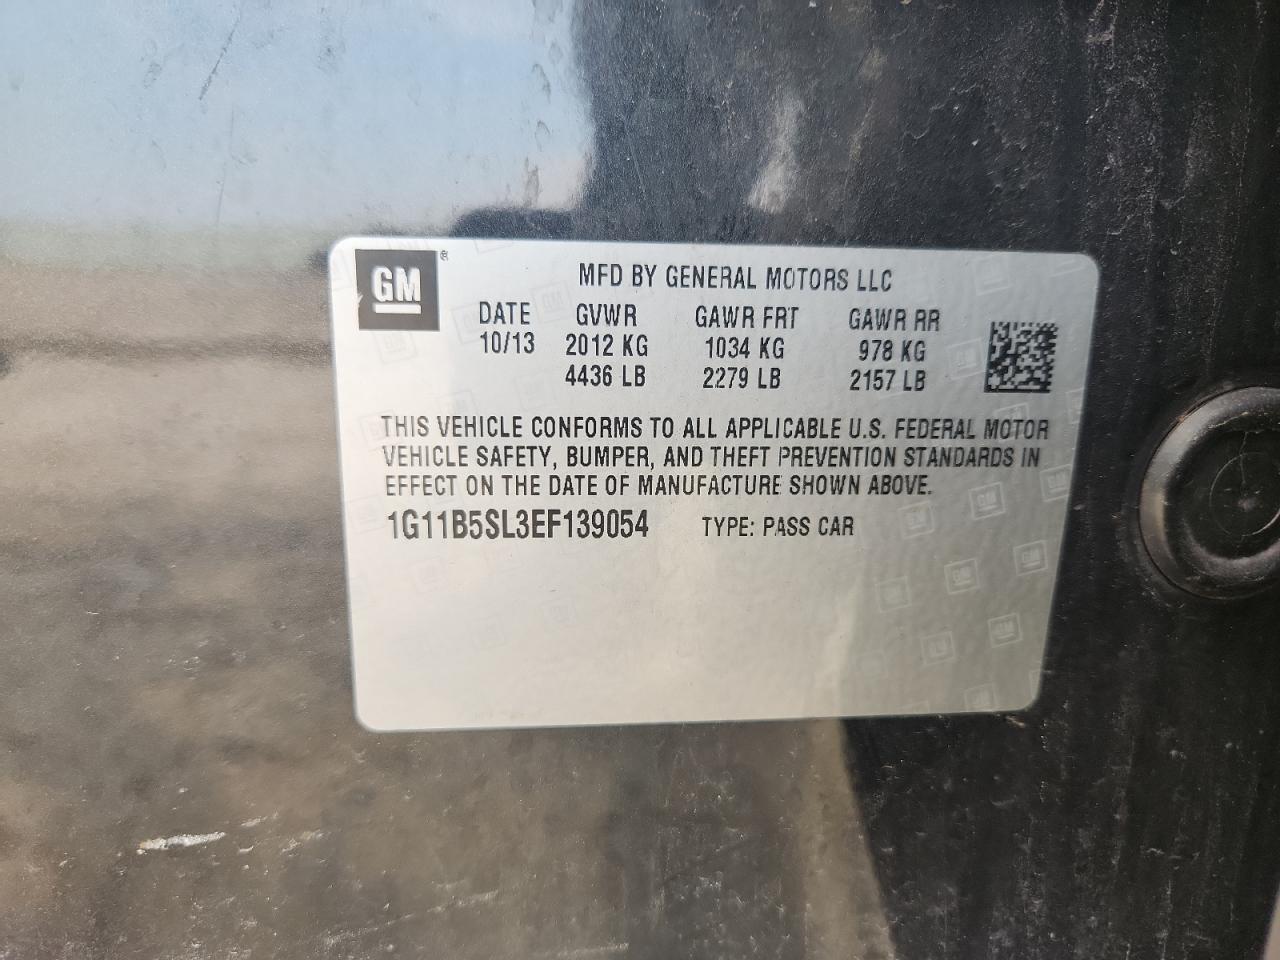 GM®
MFD BY GENERAL MOTORS LLC
DATE GVWR GAWR FRT GAWR RR
10/13 2012 KG 1034 KG 978 KG
4436 LB 2279 LB 2157 LB
THIS VEHICLE CONFORMS TO ALL APPLICABLE U.S. FEDERAL MOTOR
VEHICLE SAFETY, BUMPER, AND THEFT PREVENTION STANDARDS IN
EFFECT ON THE DATE OF MANUFACTURE SHOWN ABOVE.
1G11B5SL3EF139054 TYPE: PASS CAR